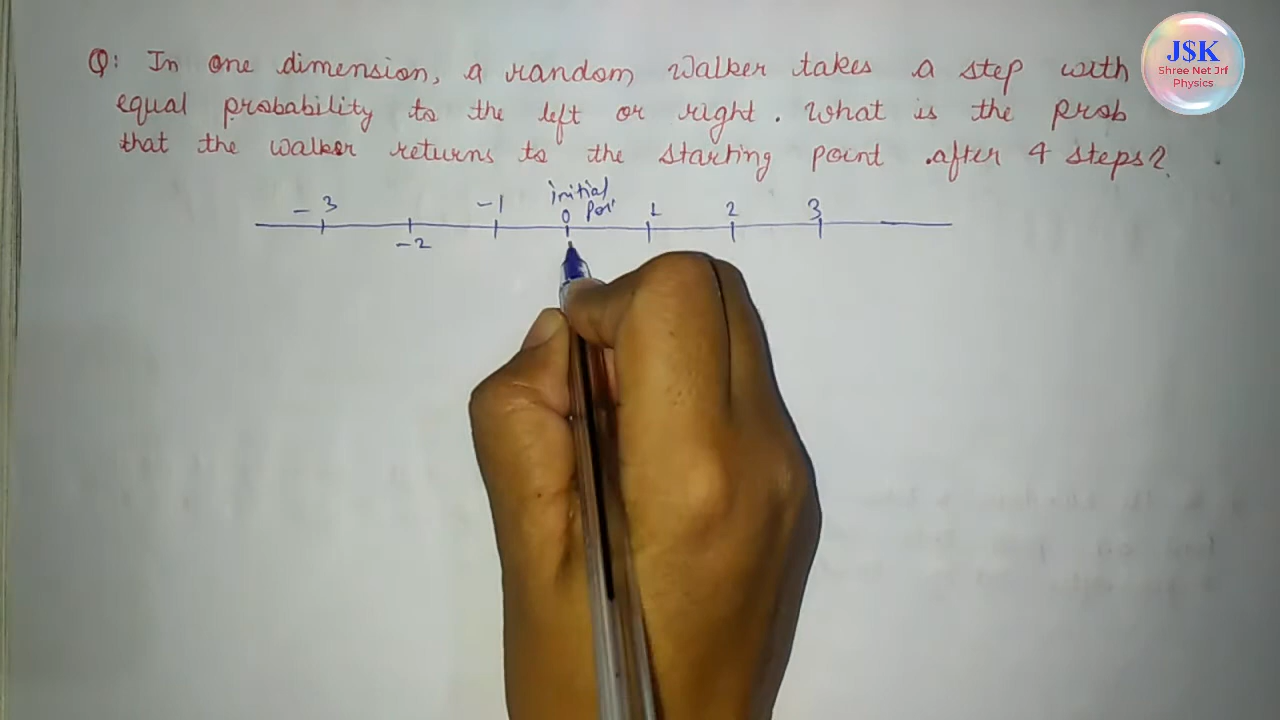 Q: In one dimension, a random walker takes a step with
equal probability to the left or right. What is the prob
that the walker returns to the starting point after 4 steps?
initial
-3 -1 0 poi 1 2 3
-2
J$K
Shree Net Jrf
Physics